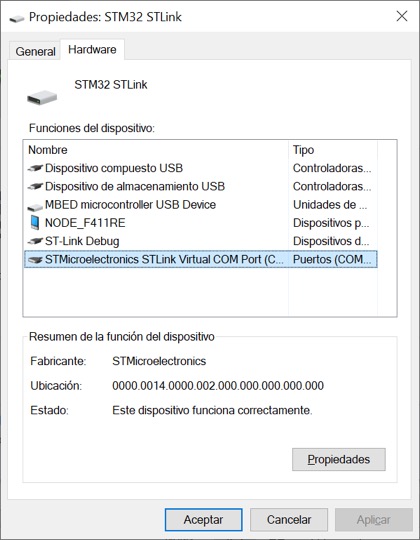 Propiedades: STM32 STLink
General Hardware
STM32 STLink
Funciones del dispositivo:
Nombre Tipo
Dispositivo compuesto USB Controladoras...
Dispositivo de almacenamiento USB Controladoras...
MBED microcontroller USB Device Unidades de ...
NODE_F411RE Dispositivos p...
ST-Link Debug Dispositivos d...
STMicroelectronics STLink Virtual COM Port (C... Puertos (COM...
Resumen de la función del dispositivo
Fabricante: STMicroelectronics
Ubicación: 0000.0014.0000.002.000.000.000.000.000
Estado: Este dispositivo funciona correctamente.
Propiedades
Aceptar Cancelar Aplicar